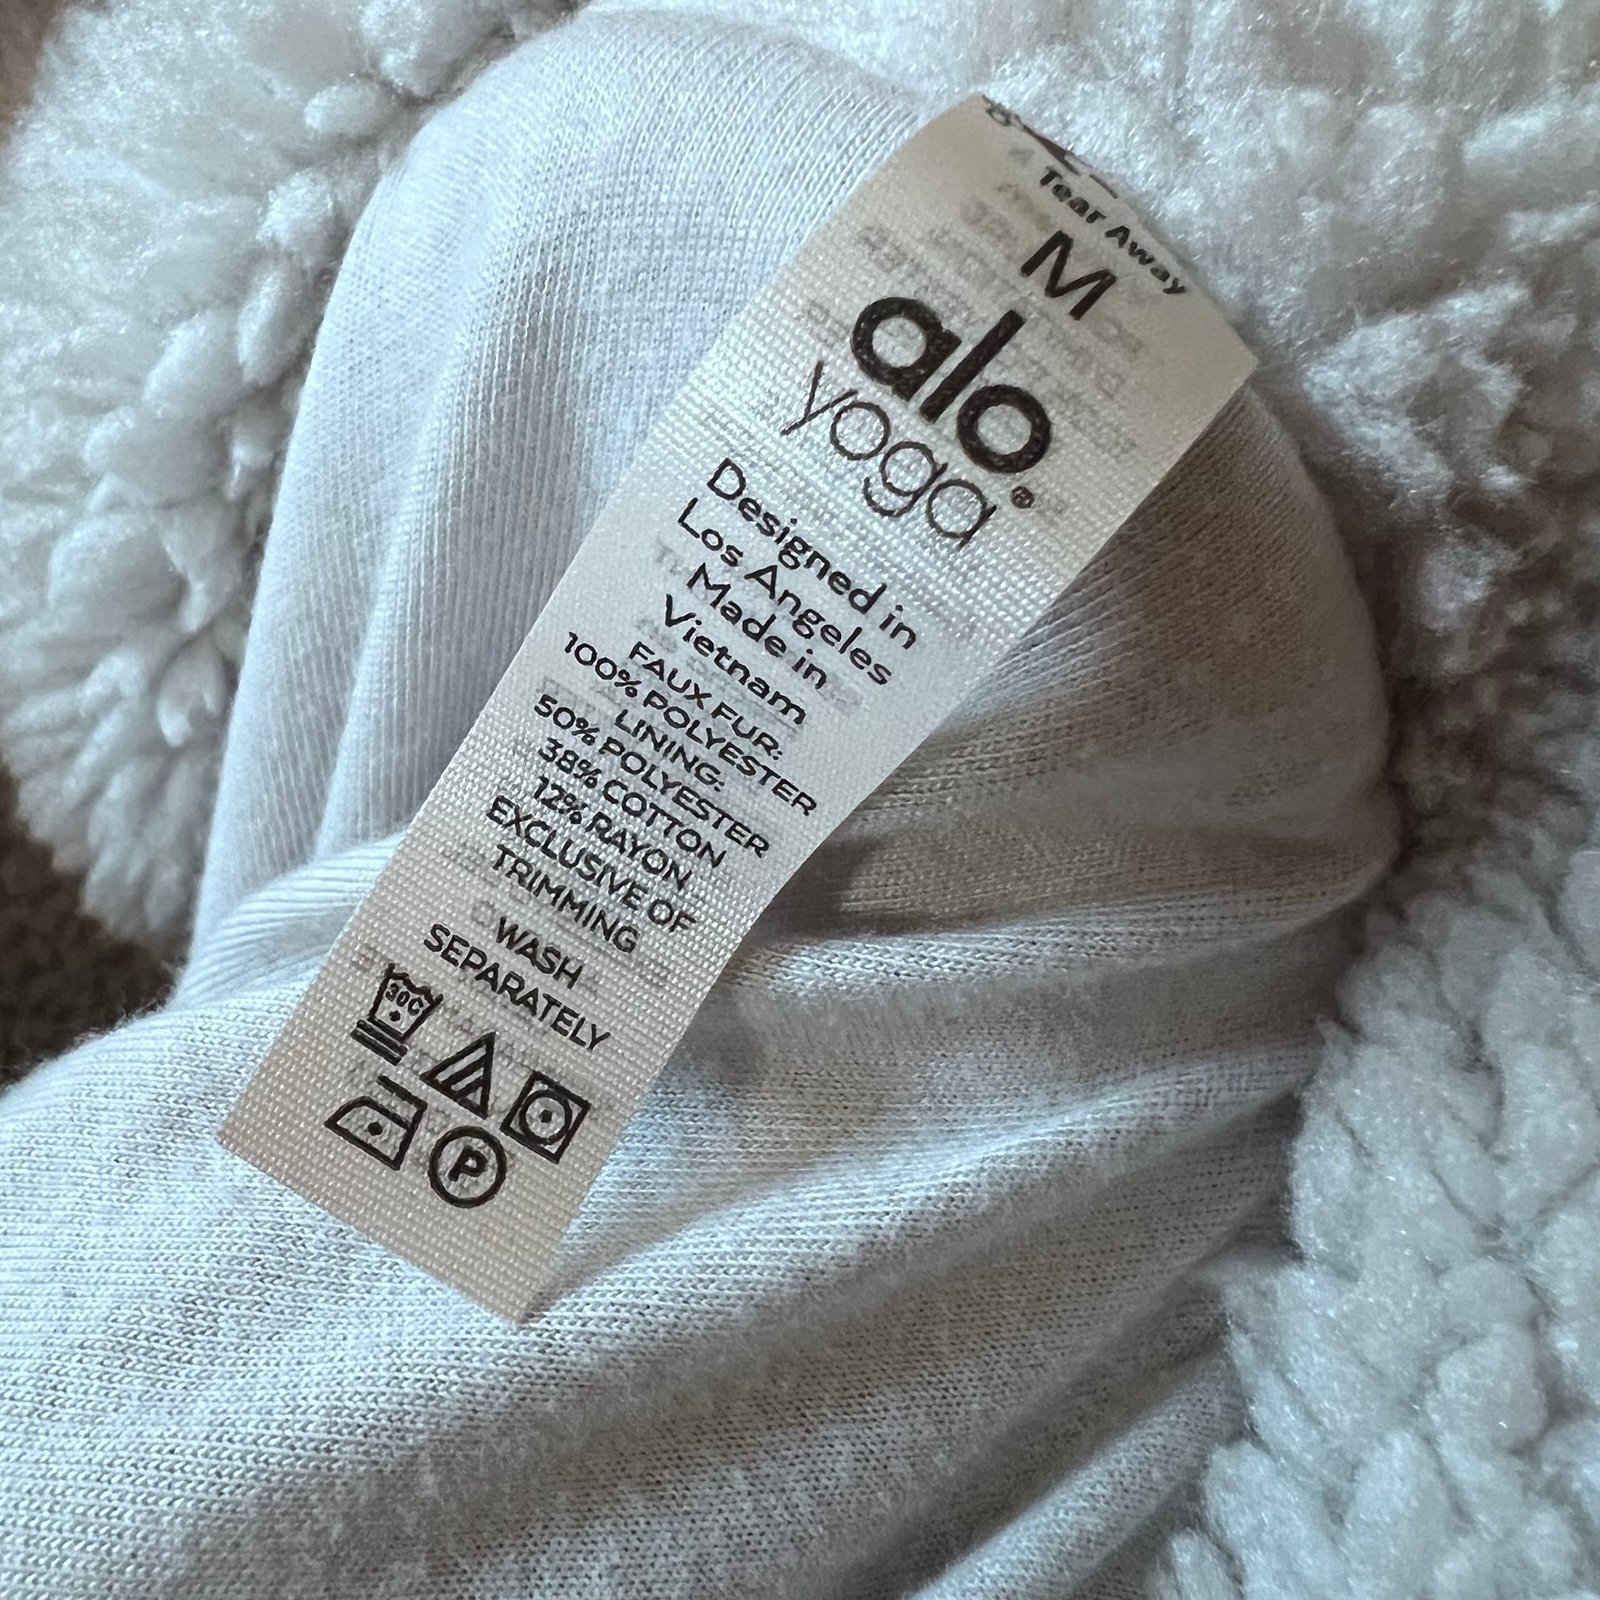 Tear Away
M
alo
yoga®
Designed in
Los Angeles
Made in
Vietnam
FAUX FUR:
100% POLYESTER
LINING:
50% POLYESTER
38% COTTON
12% RAYON
EXCLUSIVE OF
TRIMMING
WASH
SEPARATELY
30C
P